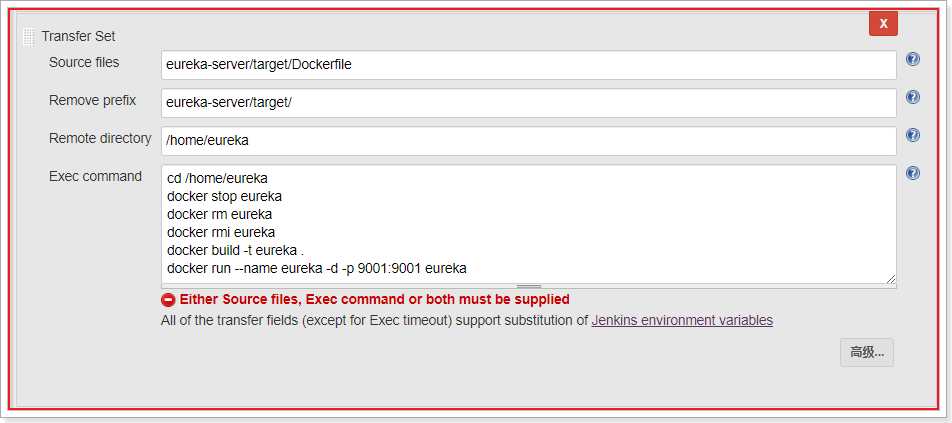 X
Transfer Set
Source files eureka-server/target/Dockerfile
Remove prefix eureka-server/target/
Remote directory /home/eureka
Exec command cd /home/eureka
docker stop eureka
docker rm eureka
docker rmi eureka
docker build -t eureka .
docker run --name eureka -d -p 9001:9001 eureka
Either Source files, Exec command or both must be supplied
All of the transfer fields (except for Exec timeout) support substitution of Jenkins environment variables
高级...